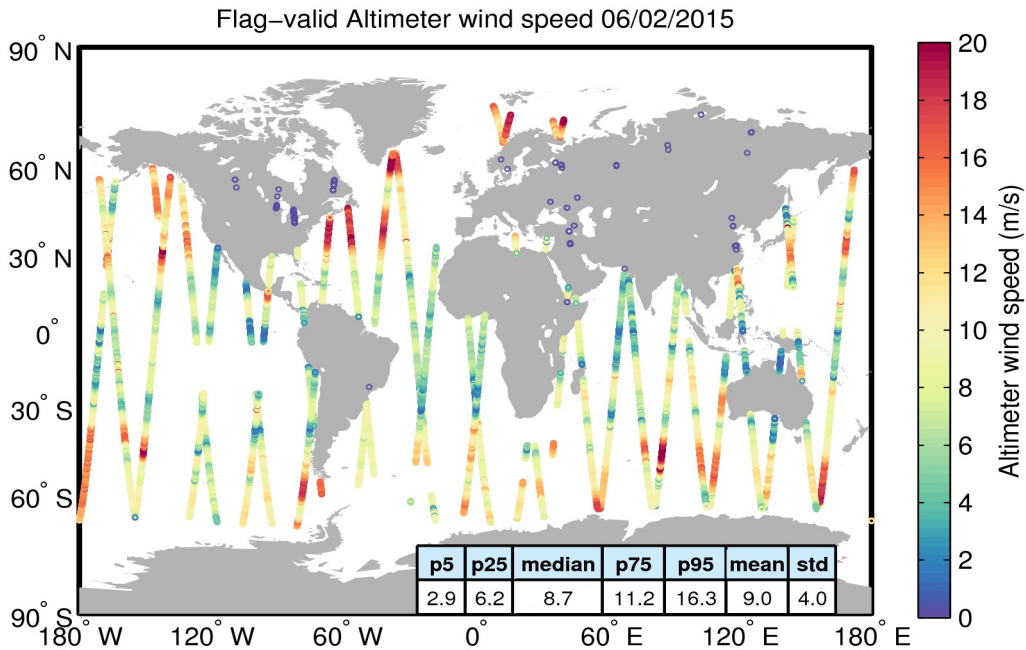 Flag−valid Altimeter wind speed 06/02/2015
90° N
60° N
30° N
0°
30° S
60° S
90° S
180° W
120° W
60° W
0°
60° E
120° E
180° E
p5 p25 median p75 p95 mean std
2.9 6.2 8.7 11.2 16.3 9.0 4.0
20
18
16
14
12
10
8
6
4
2
0
Altimeter wind speed (m/s)